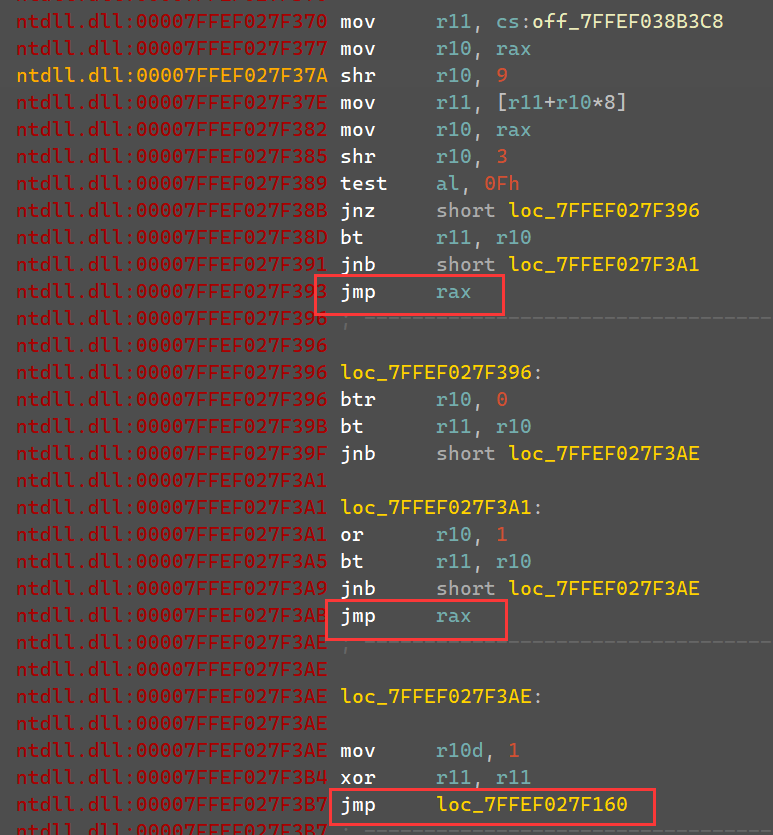 ntdll.dll:00007FFEF027F370 mov r11, cs:off_7FFEF038B3C8
ntdll.dll:00007FFEF027F377 mov r10, rax
ntdll.dll:00007FFEF027F37A shr r10, 9
ntdll.dll:00007FFEF027F37E mov r11, [r11+r10*8]
ntdll.dll:00007FFEF027F382 mov r10, rax
ntdll.dll:00007FFEF027F385 shr r10, 3
ntdll.dll:00007FFEF027F389 test al, 0Fh
ntdll.dll:00007FFEF027F38B jnz short loc_7FFEF027F396
ntdll.dll:00007FFEF027F38D bt r11, r10
ntdll.dll:00007FFEF027F391 jnb short loc_7FFEF027F3A1
ntdll.dll:00007FFEF027F393 jmp rax
ntdll.dll:00007FFEF027F396 ; ---------------------------------
ntdll.dll:00007FFEF027F396
ntdll.dll:00007FFEF027F396 loc_7FFEF027F396:
ntdll.dll:00007FFEF027F396 btr r10, 0
ntdll.dll:00007FFEF027F39B bt r11, r10
ntdll.dll:00007FFEF027F39F jnb short loc_7FFEF027F3AE
ntdll.dll:00007FFEF027F3A1
ntdll.dll:00007FFEF027F3A1 loc_7FFEF027F3A1:
ntdll.dll:00007FFEF027F3A1 or r10, 1
ntdll.dll:00007FFEF027F3A5 bt r11, r10
ntdll.dll:00007FFEF027F3A9 jnb short loc_7FFEF027F3AE
ntdll.dll:00007FFEF027F3AB jmp rax
ntdll.dll:00007FFEF027F3AE ; ---------------------------------
ntdll.dll:00007FFEF027F3AE
ntdll.dll:00007FFEF027F3AE loc_7FFEF027F3AE:
ntdll.dll:00007FFEF027F3AE
ntdll.dll:00007FFEF027F3AE mov r10d, 1
ntdll.dll:00007FFEF027F3B4 xor r11, r11
ntdll.dll:00007FFEF027F3B7 jmp loc_7FFEF027F160
ntdll.dll:00007FFEF027F3B7 ; ---------------------------------